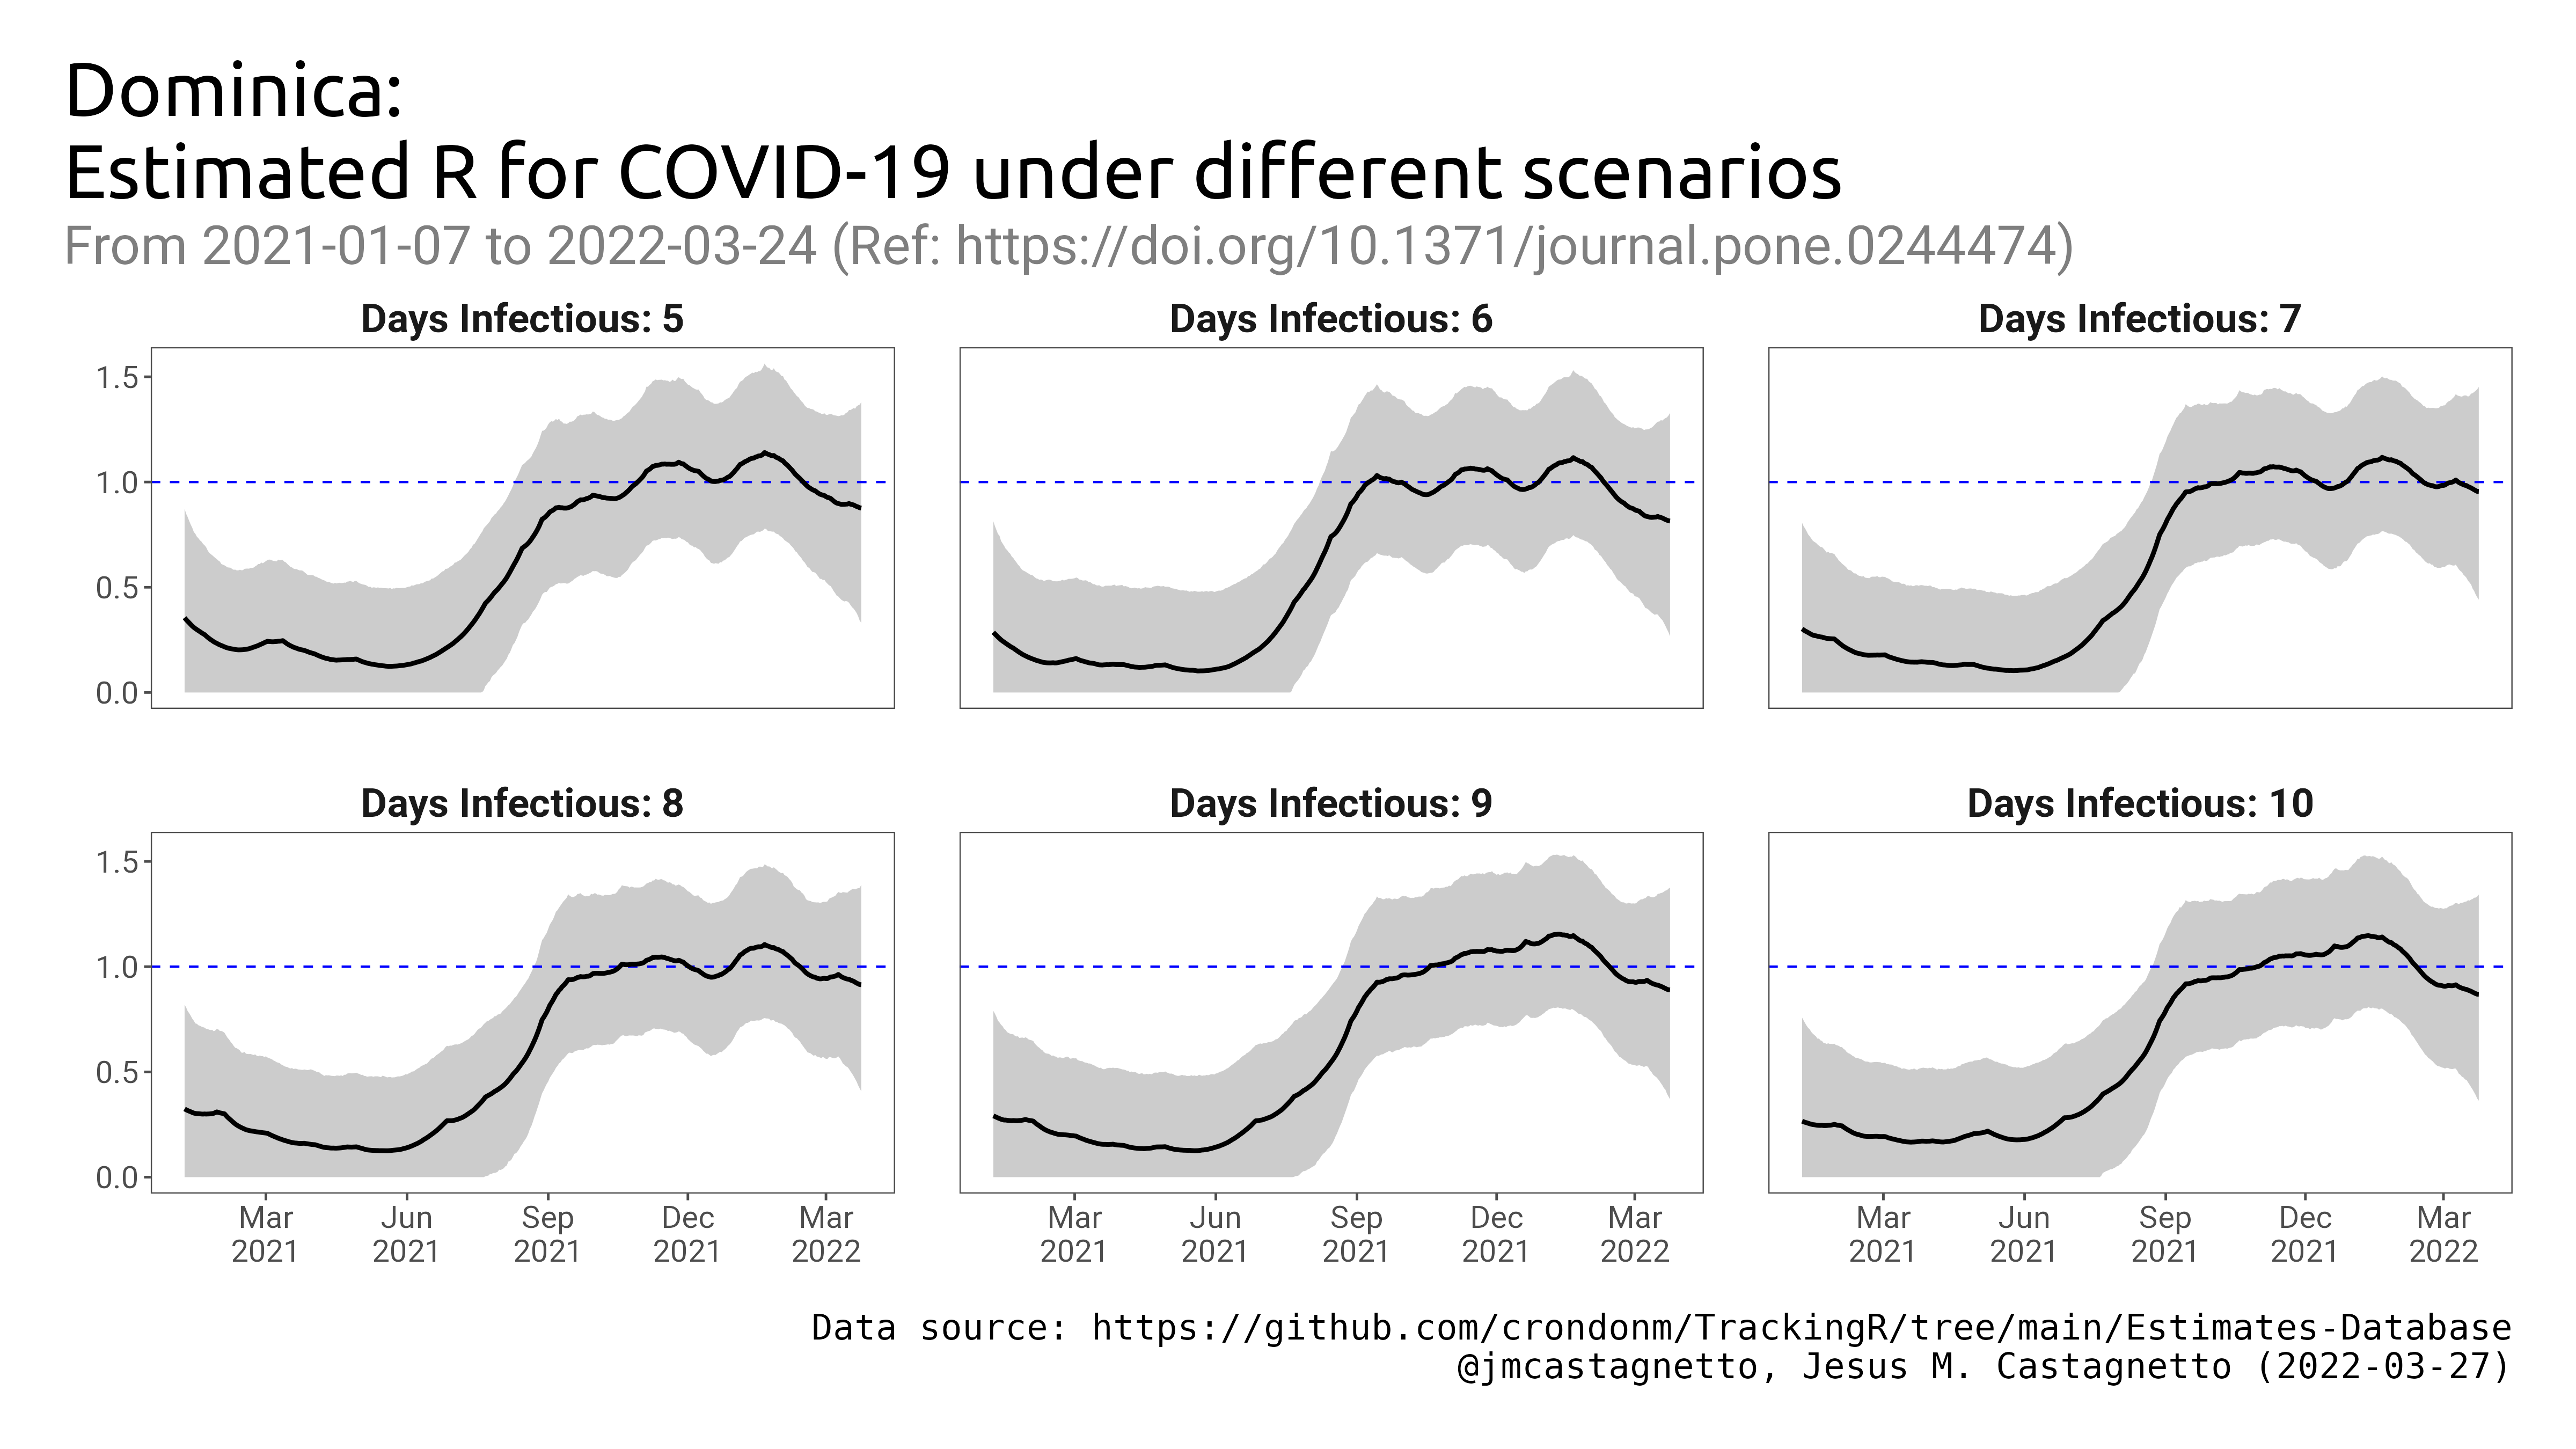 Dominica:
Estimated R for COVID-19 under different scenarios
From 2021-01-07 to 2022-03-24 (Ref: https://doi.org/10.1371/journal.pone.0244474)
Days Infectious: 5
Days Infectious: 6
Days Infectious: 7
1.5
1.0
0.5
0.0
Days Infectious: 8
Days Infectious: 9
Days Infectious: 10
1.5
1.0
0.5
0.0
Mar Jun Sep Dec Mar Mar Jun Sep Dec Mar Mar Jun Sep Dec Mar
2021 2021 2021 2021 2022 2021 2021 2021 2021 2022 2021 2021 2021 2021 2022
Data source: https://github.com/crondonm/TrackingR/tree/main/Estimates-Database
@jmcastagnetto, Jesus M. Castagnetto (2022-03-27)